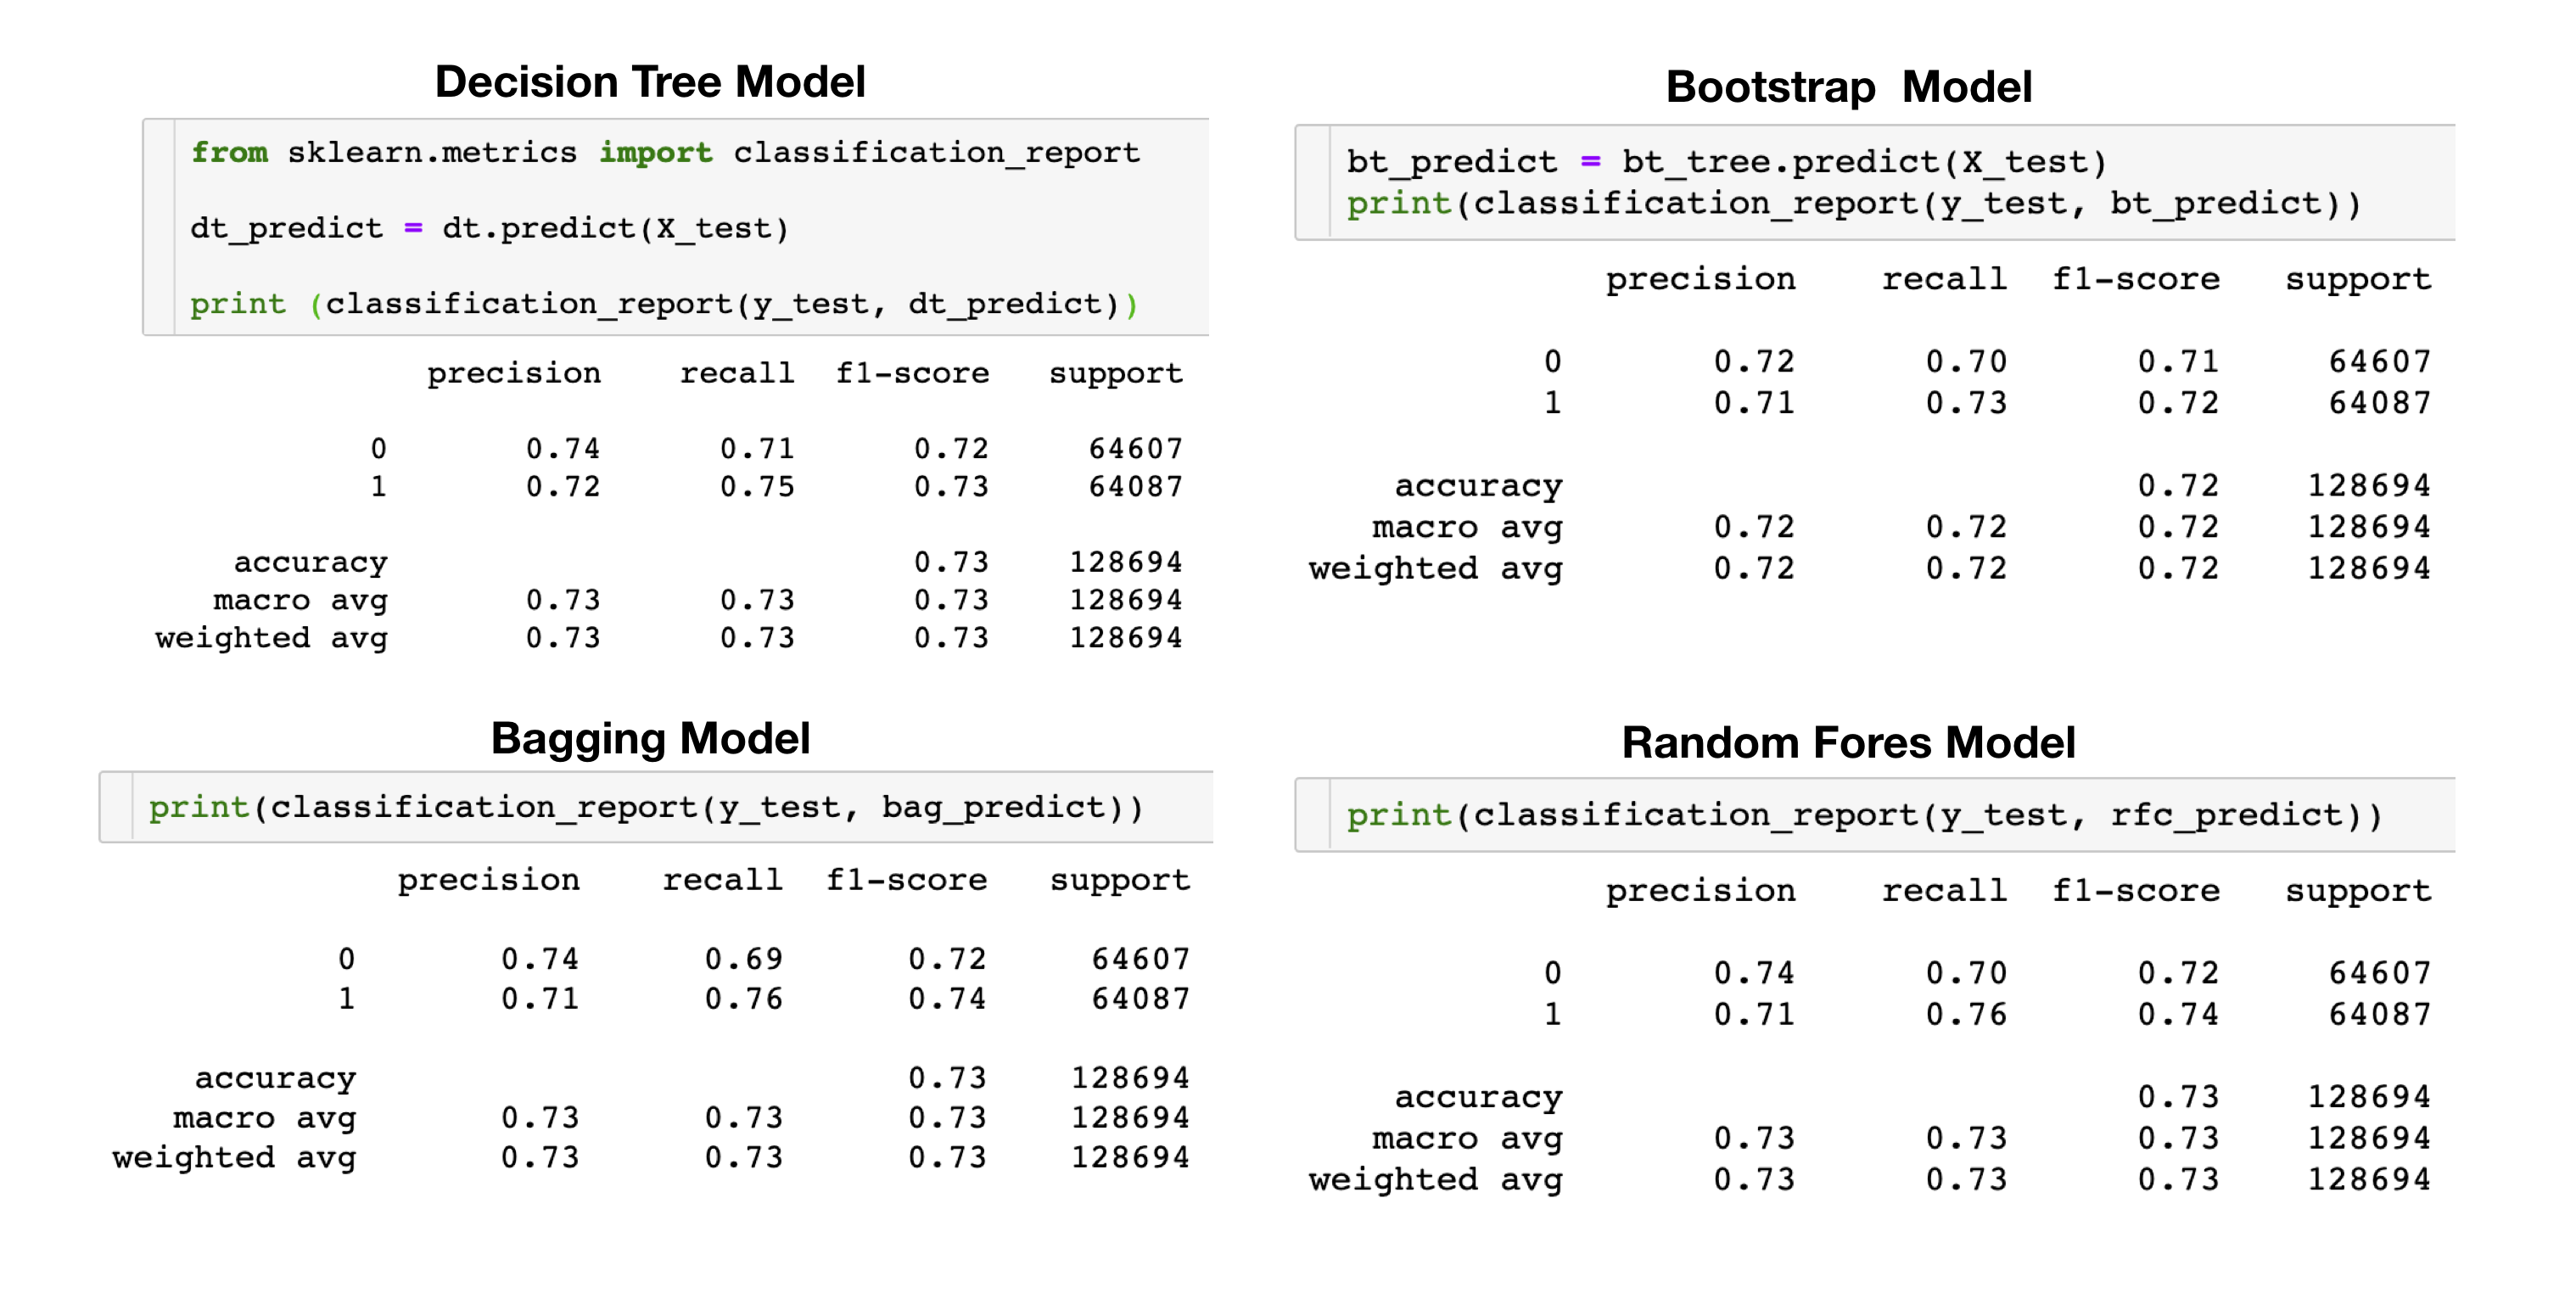 Decision Tree Model
from sklearn.metrics import classification_report
dt_predict = dt.predict(X_test)
print (classification_report(y_test, dt_predict))
precision recall f1-score support
0 0.74 0.71 0.72 64607
1 0.72 0.75 0.73 64087
accuracy 0.73 128694
macro avg 0.73 0.73 0.73 128694
weighted avg 0.73 0.73 0.73 128694
Bootstrap Model
bt_predict = bt_tree.predict(X_test)
print(classification_report(y_test, bt_predict))
precision recall f1-score support
0 0.72 0.70 0.71 64607
1 0.71 0.73 0.72 64087
accuracy 0.72 128694
macro avg 0.72 0.72 0.72 128694
weighted avg 0.72 0.72 0.72 128694
Bagging Model
print(classification_report(y_test, bag_predict))
precision recall f1-score support
0 0.74 0.69 0.72 64607
1 0.71 0.76 0.74 64087
accuracy 0.73 128694
macro avg 0.73 0.73 0.73 128694
weighted avg 0.73 0.73 0.73 128694
Random Fores Model
print(classification_report(y_test, rfc_predict))
precision recall f1-score support
0 0.74 0.70 0.72 64607
1 0.71 0.76 0.74 64087
accuracy 0.73 128694
macro avg 0.73 0.73 0.73 128694
weighted avg 0.73 0.73 0.73 128694